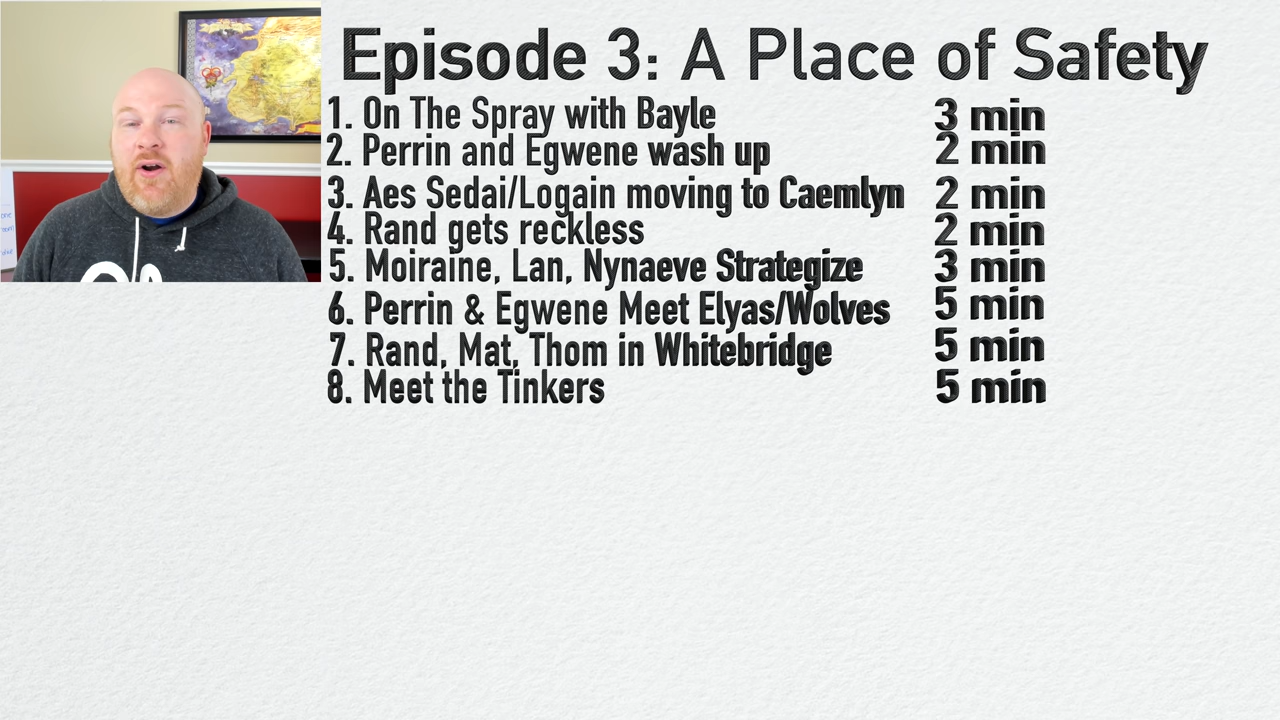 Episode 3: A Place of Safety
1. On The Spray with Bayle 3 min
2. Perrin and Egwene wash up 2 min
3. Aes Sedai/Logain moving to Caemlyn 2 min
4. Rand gets reckless 2 min
5. Moiraine, Lan, Nynaeve Strategize 3 min
6. Perrin & Egwene Meet Elyas/Wolves 5 min
7. Rand, Mat, Thom in Whitebridge 5 min
8. Meet the Tinkers 5 min